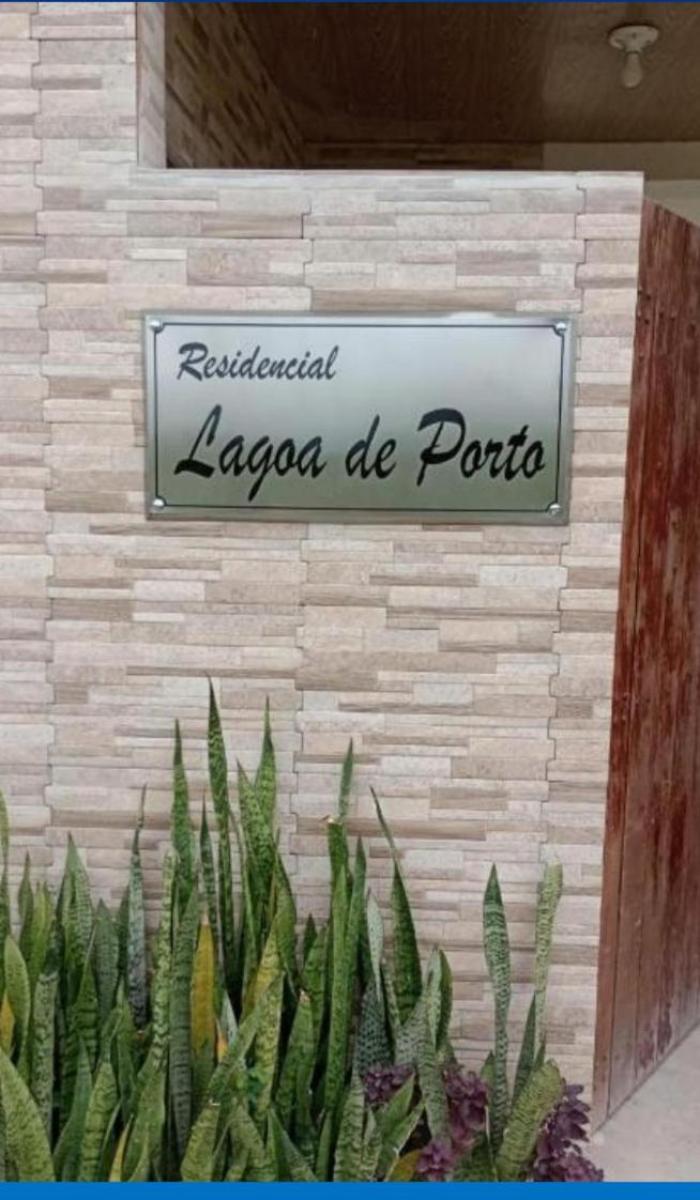 Residencial
Lagoa de Porto